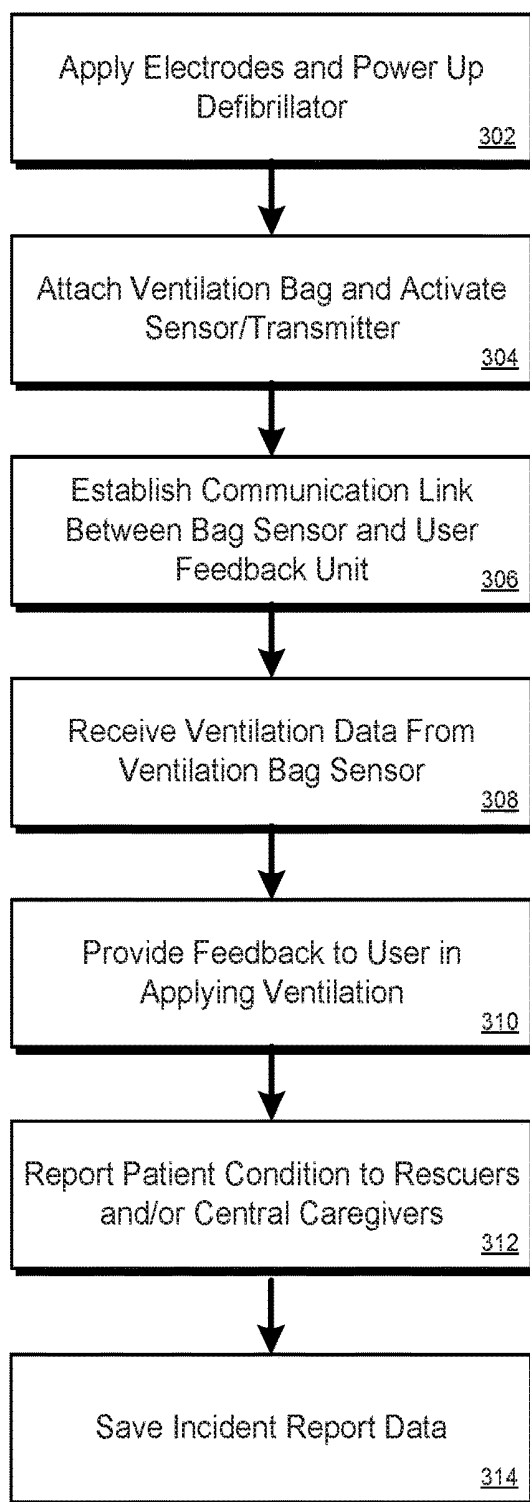 Apply Electrodes and Power Up
Defibrillator
302
Attach Ventilation Bag and Activate
Sensor/Transmitter
304
Establish Communication Link
Between Bag Sensor and User
Feedback Unit
306
Receive Ventilation Data From
Ventilation Bag Sensor
308
Provide Feedback to User in
Applying Ventilation
310
Report Patient Condition to Rescuers
and/or Central Caregivers
312
Save Incident Report Data
314